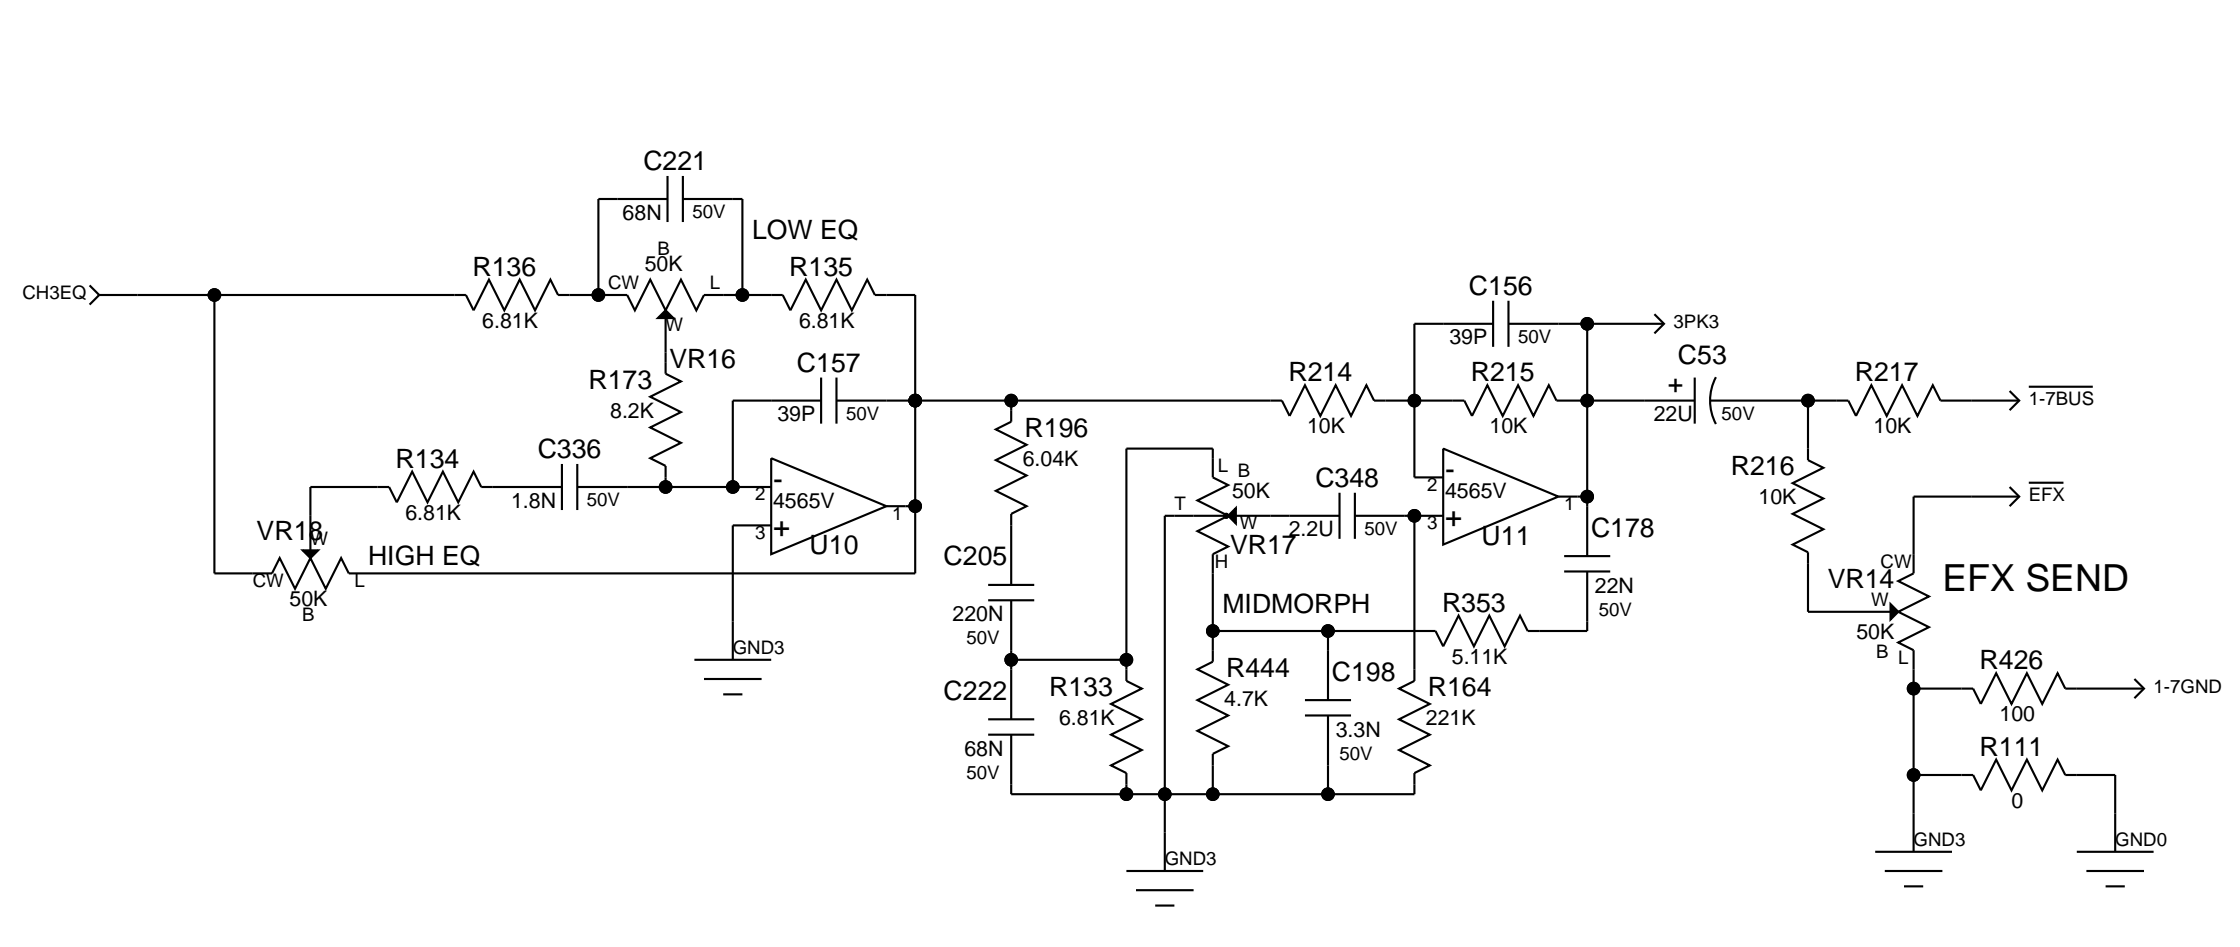 C221
68N 50V
LOW EQ
B
50K
R136
CW
L
R135
CH3EQ
6.81K
W
6.81K
VR16
C157
R173
8.2K
39P 50V
R134
C336
6.81K
1.8N 50V
2
-
4565V
1
3
+
U10
VR18
W
HIGH EQ
CW
L
50K
B
GND3
R196
6.04K
C205
220N
50V
C222
68N
50V
R133
6.81K
L
B
50K
T
W
VR17
H
C348
2.2U 50V
MIDMORPH
R444
4.7K
C198
3.3N
50V
R164
221K
R353
5.11K
GND3
R214
10K
C156
39P 50V
R215
10K
2
-
4565V
1
3
+
U11
3PK3
C178
22N
50V
C53
+
22U 50V
R217
10K
1-7BUS
R216
10K
EFX
CW
VR14
W
50K
B
L
EFX SEND
R426
100
1-7GND
R111
0
GND3
GND0